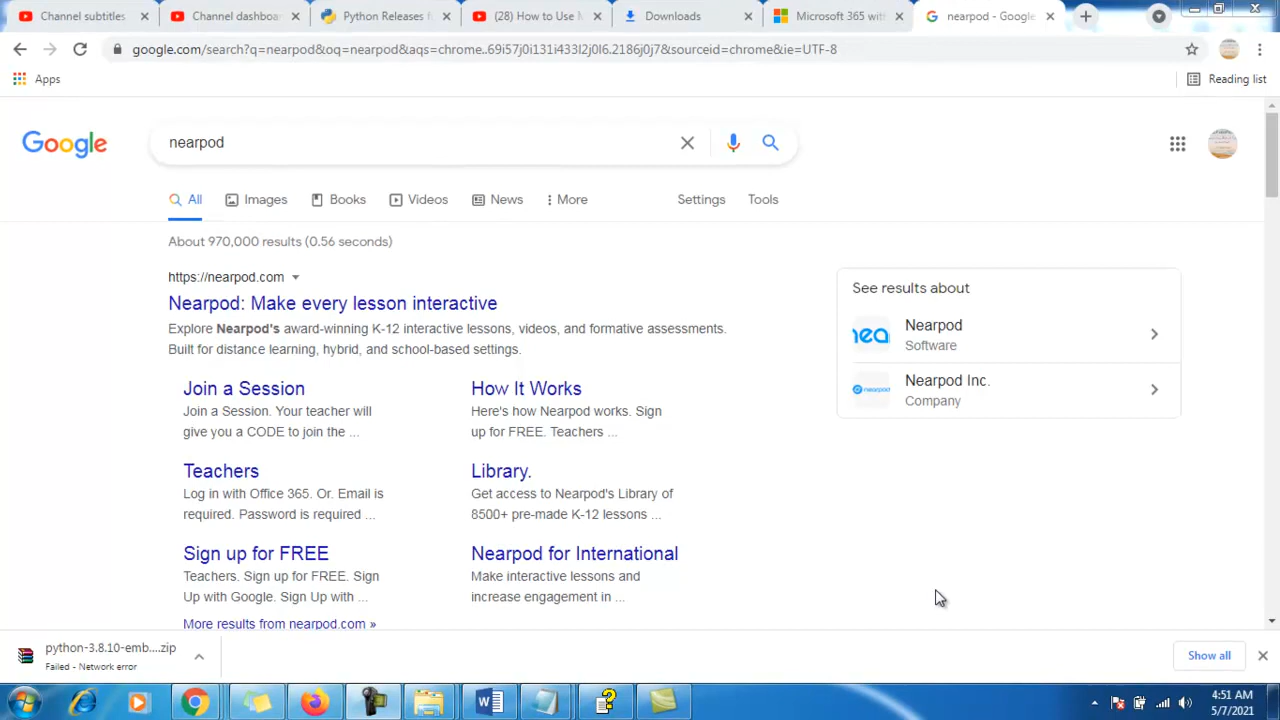 Channel subtitles
Channel dashboa
Python Releases f
(28) How to Use M
Downloads
Microsoft 365 with
nearpod - Google
google.com/search?q=nearpod&oq=nearpod&aqs=chrome..69i57j0i131i433l2j0l6.2186j0j7&sourceid=chrome&ie=UTF-8
Apps
Reading list
Google
nearpod
All
Images
Books
Videos
News
More
Settings
Tools
About 970,000 results (0.56 seconds)
https://nearpod.com
Nearpod: Make every lesson interactive
Explore Nearpod's award-winning K-12 interactive lessons, videos, and formative assessments.
Built for distance learning, hybrid, and school-based settings.
Join a Session
Join a Session. Your teacher will
give you a CODE to join the ...
How It Works
Here's how Nearpod works. Sign
up for FREE. Teachers ...
Teachers
Log in with Office 365. Or. Email is
required. Password is required ...
Library.
Get access to Nearpod's Library of
8500+ pre-made K-12 lessons ...
Sign up for FREE
Teachers. Sign up for FREE. Sign
Up with Google. Sign Up with ...
Nearpod for International
Make interactive lessons and
increase engagement in ...
More results from nearpod.com »
See results about
nea
Nearpod
Software
nearpod
Nearpod Inc.
Company
python-3.8.10-emb....zip
Failed - Network error
Show all
4:51 AM
5/7/2021